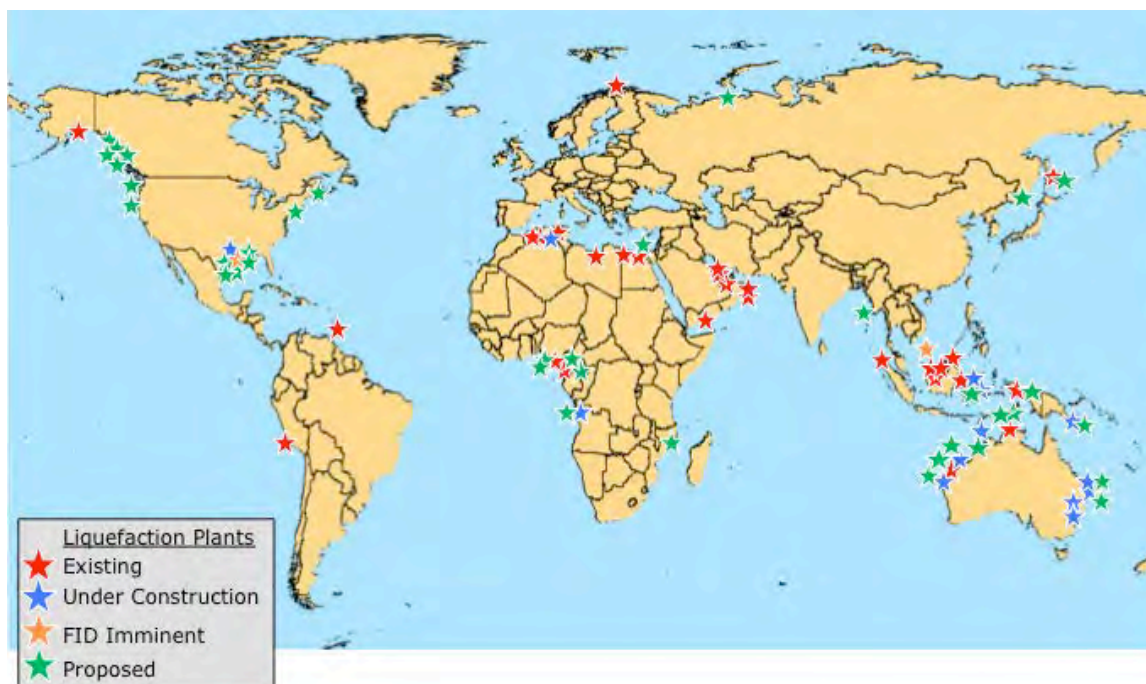 Liquefaction Plants
Existing
Under Construction
FID Imminent
Proposed